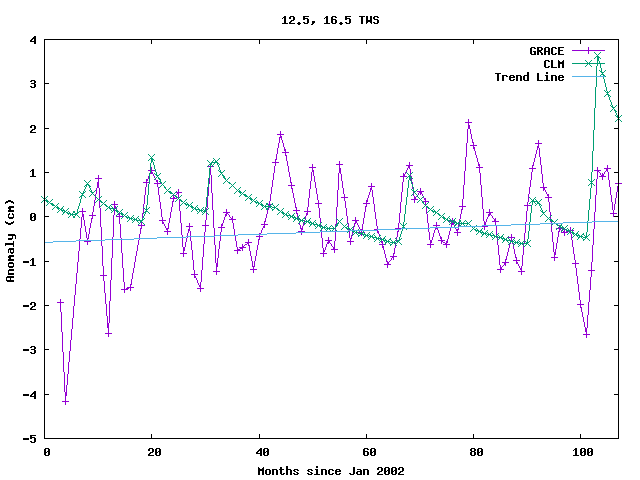 12.5, 16.5 TWS
GRACE
CLM
Trend Line
4
3
2
1
0
-1
-2
-3
-4
-5
Anomaly (cm)
0 20 40 60 80 100
Months since Jan 2002